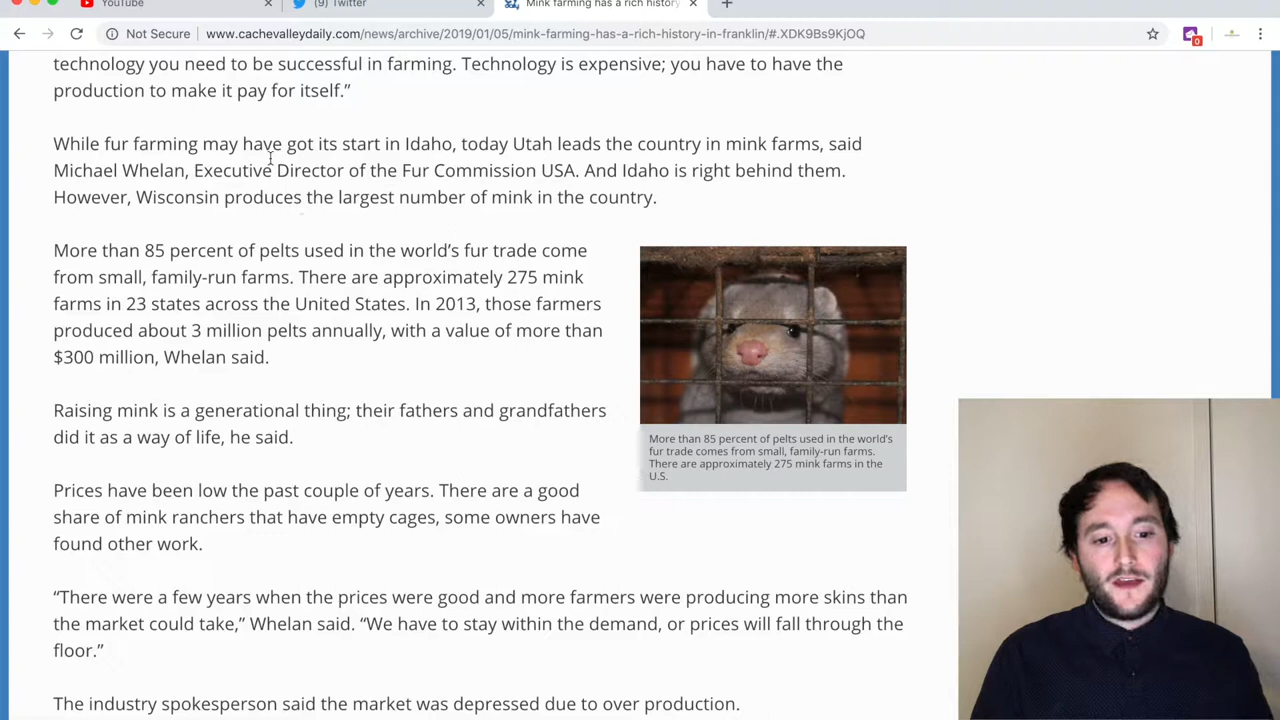 YouTube
(9) Twitter
Mink farming has a rich history
Not Secure
www.cachevalleydaily.com/news/archive/2019/01/05/mink-farming-has-a-rich-history-in-franklin/#.XDK9Bs9KjOQ
0
technology you need to be successful in farming. Technology is expensive; you have to have the
production to make it pay for itself.”
While fur farming may have got its start in Idaho, today Utah leads the country in mink farms, said
Michael Whelan, Executive Director of the Fur Commission USA. And Idaho is right behind them.
However, Wisconsin produces the largest number of mink in the country.
More than 85 percent of pelts used in the world’s fur trade come
from small, family-run farms. There are approximately 275 mink
farms in 23 states across the United States. In 2013, those farmers
produced about 3 million pelts annually, with a value of more than
$300 million, Whelan said.
More than 85 percent of pelts used in the world’s
fur trade comes from small, family-run farms.
There are approximately 275 mink farms in the
U.S.
Raising mink is a generational thing; their fathers and grandfathers
did it as a way of life, he said.
Prices have been low the past couple of years. There are a good
share of mink ranchers that have empty cages, some owners have
found other work.
“There were a few years when the prices were good and more farmers were producing more skins than
the market could take,” Whelan said. “We have to stay within the demand, or prices will fall through the
floor.”
The industry spokesperson said the market was depressed due to over production.